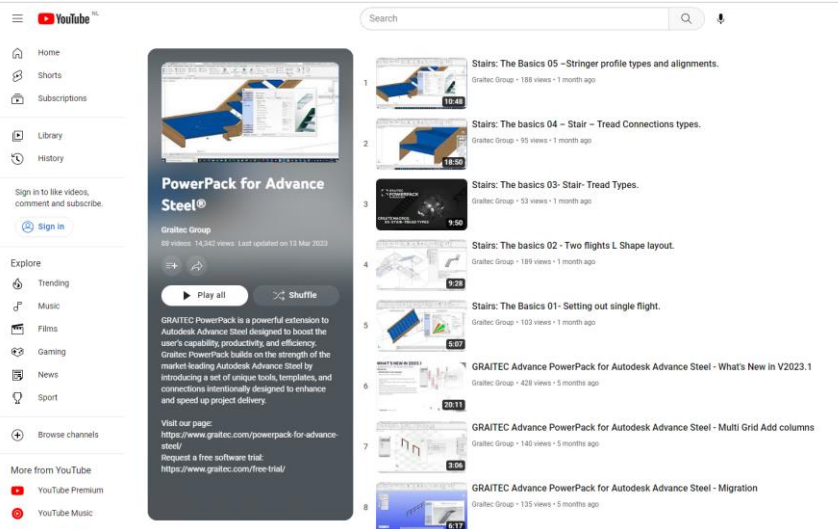 YouTube NL
Search
Home
Shorts
Subscriptions
Library
History
Sign in to like videos,
comment and subscribe.
Sign in
Explore
Trending
Music
Films
Gaming
News
Sport
Browse channels
More from YouTube
YouTube Premium
YouTube Music
PowerPack for Advance
Steel®
Graitec Group
88 videos 14,342 views Last updated on 13 Mar 2023
Play all
Shuffle
GRAITEC PowerPack is a powerful extension to
Autodesk Advance Steel designed to boost the
user's capability, productivity, and efficiency.
Graitec PowerPack builds on the strength of the
market-leading Autodesk Advance Steel by
introducing a set of unique tools, templates, and
connections intentionally designed to enhance
and speed up project delivery.
Visit our page:
https://www.graitec.com/powerpack-for-advance-
steel/
Request a free software trial:
https://www.graitec.com/free-trial/
1
10:48
Stairs: The Basics 05 –Stringer profile types and alignments.
Graitec Group • 188 views • 1 month ago
2
18:50
Stairs: The basics 04 – Stair – Tread Connections types.
Graitec Group • 95 views • 1 month ago
3
POWERPACK
9:50
Stairs: The basics 03- Stair- Tread Types.
Graitec Group • 53 views • 1 month ago
4
9:28
Stairs: The basics 02 - Two flights L Shape layout.
Graitec Group • 189 views • 1 month ago
5
5:07
Stairs: The Basics 01- Setting out single flight.
Graitec Group • 103 views • 1 month ago
6
WHAT'S NEW IN 2023.1
20:11
GRAITEC Advance PowerPack for Autodesk Advance Steel - What's New in V2023.1
Graitec Group • 428 views • 5 months ago
7
3:06
GRAITEC Advance PowerPack for Autodesk Advance Steel - Multi Grid Add columns
Graitec Group • 140 views • 5 months ago
8
6:17
GRAITEC Advance PowerPack for Autodesk Advance Steel - Migration
Graitec Group • 135 views • 5 months ago